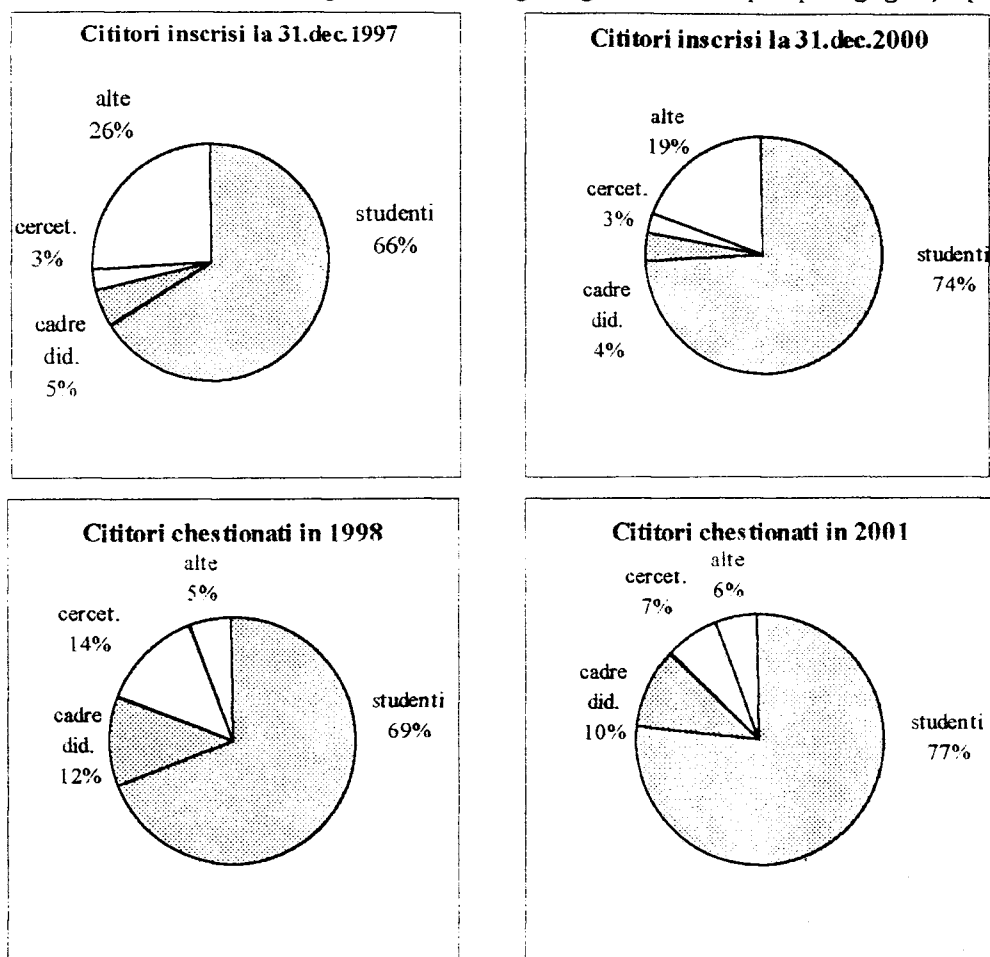 Cititori inscrisi la 31.dec.1997
alte
26%
cercet.
3%
studenti
66%
cadre
did.
5%
Cititori inscrisi la 31.dec.2000
alte
19%
cercet.
3%
studenti
74%
cadre
did.
4%
Cititori chestionati in 1998
alte
5%
cercet.
14%
studenti
69%
cadre
did.
12%
Cititori chestionati in 2001
alte
6%
cercet.
7%
cadre
did.
10%
studenti
77%